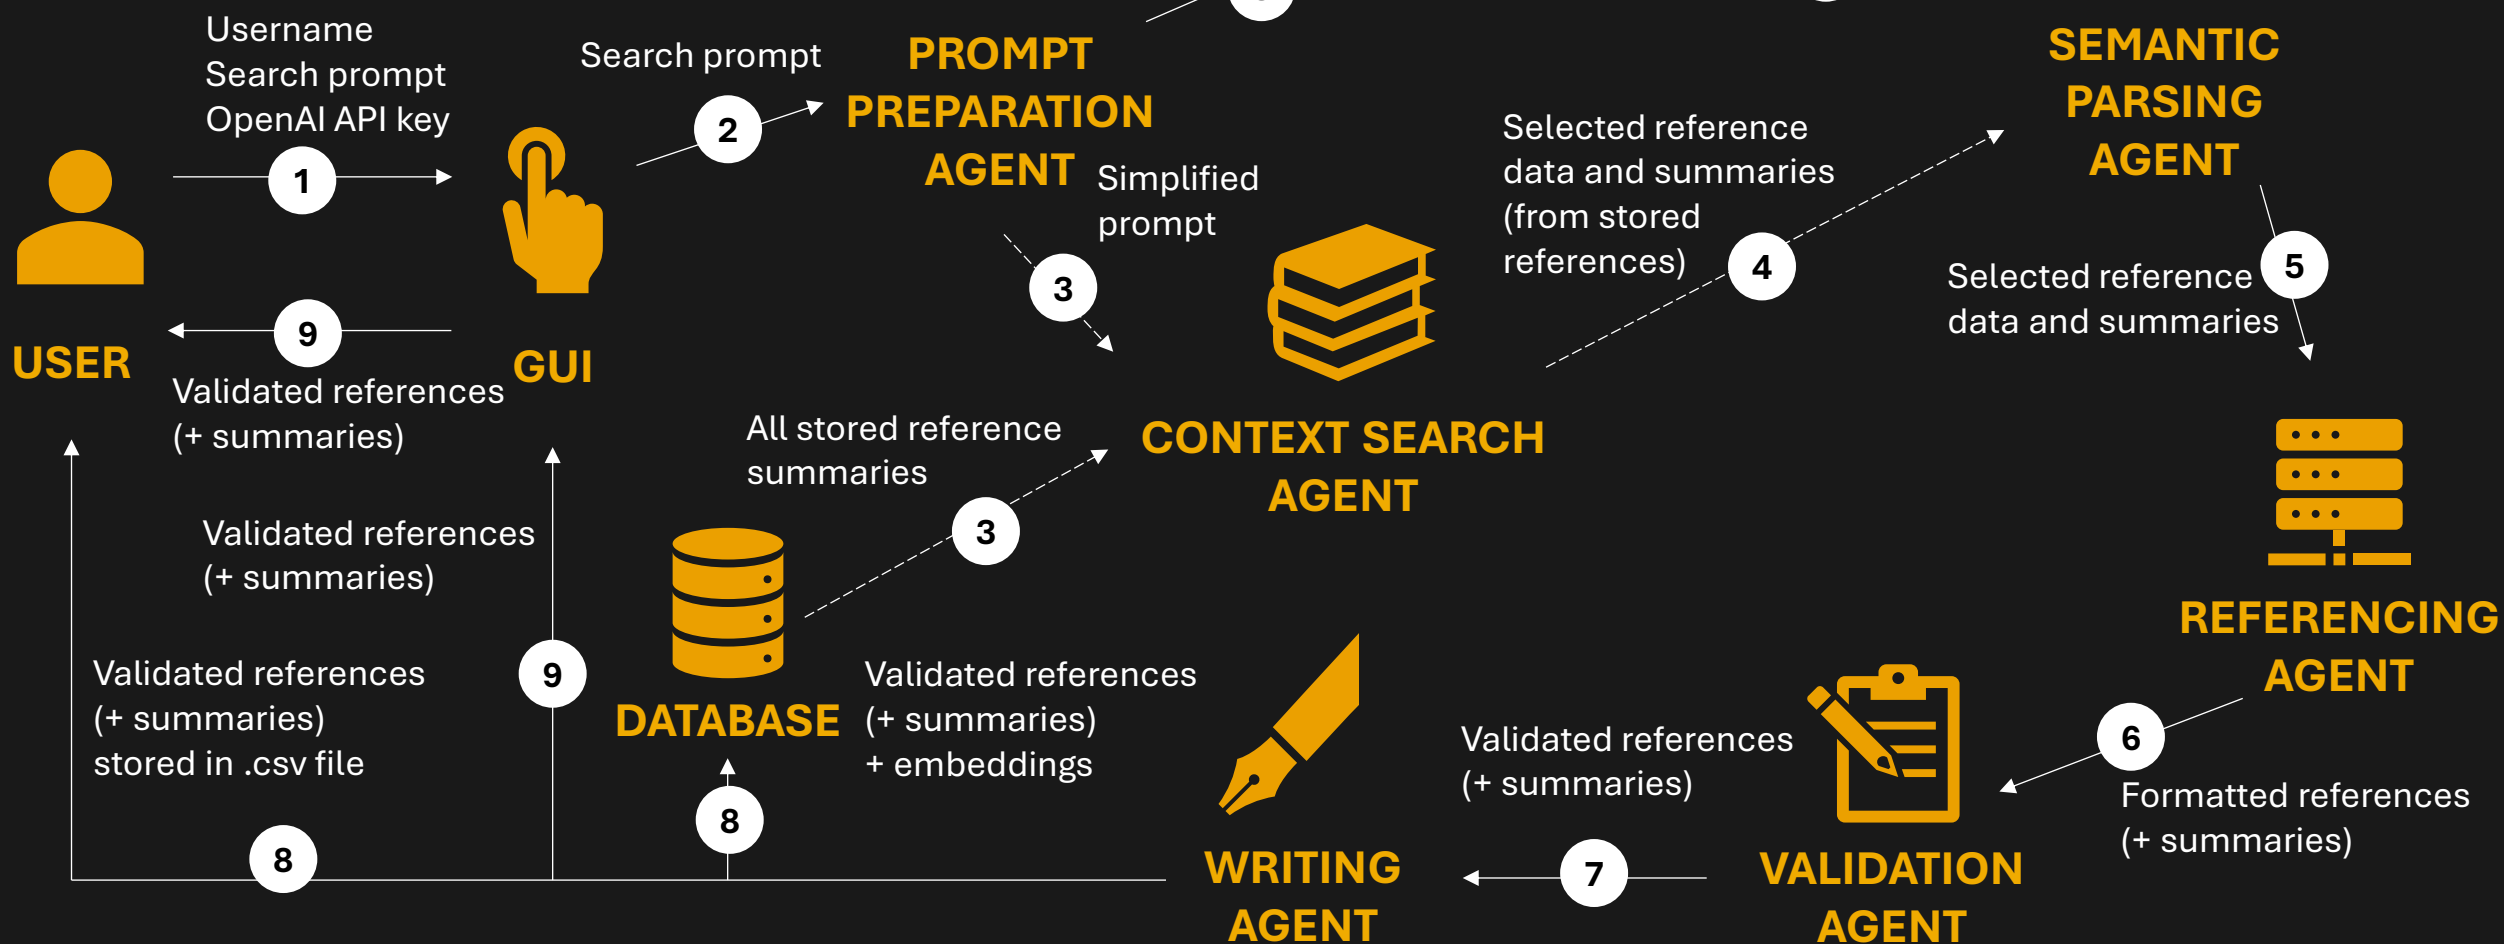 Username
Search prompt
OpenAI API key
1
USER
9
Validated references
(+ summaries)
GUI
Search prompt
2
PROMPT
PREPARATION
AGENT
Simplified
prompt
3
All stored reference
summaries
3
CONTEXT SEARCH
AGENT
Selected reference
data and summaries
(from stored
references)
4
SEMANTIC
PARSING
AGENT
5
Selected reference
data and summaries
REFERENCING
AGENT
6
Formatted references
(+ summaries)
VALIDATION
AGENT
Validated references
(+ summaries)
7
WRITING
AGENT
Validated references
(+ summaries)
+ embeddings
DATABASE
8
Validated references
(+ summaries)
9
Validated references
(+ summaries)
stored in .csv file
8